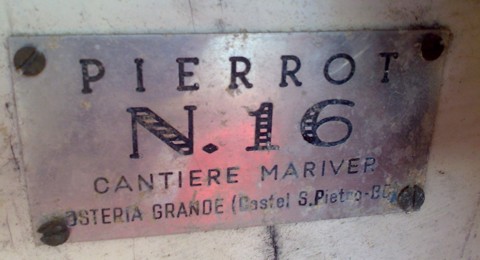 PIERROT
N.16
CANTIERE MARIVER
OSTERIA GRANDE (Castel S.Pietro-BO)